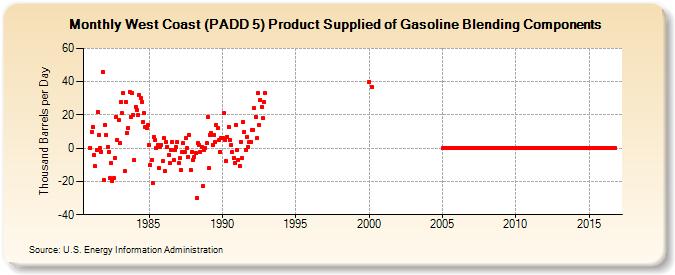 Monthly West Coast (PADD 5) Product Supplied of Gasoline Blending Components
Thousand Barrels per Day
60
40
20
0
-20
-40
1985 1990 1995 2000 2005 2010 2015
Source: U.S. Energy Information Administration